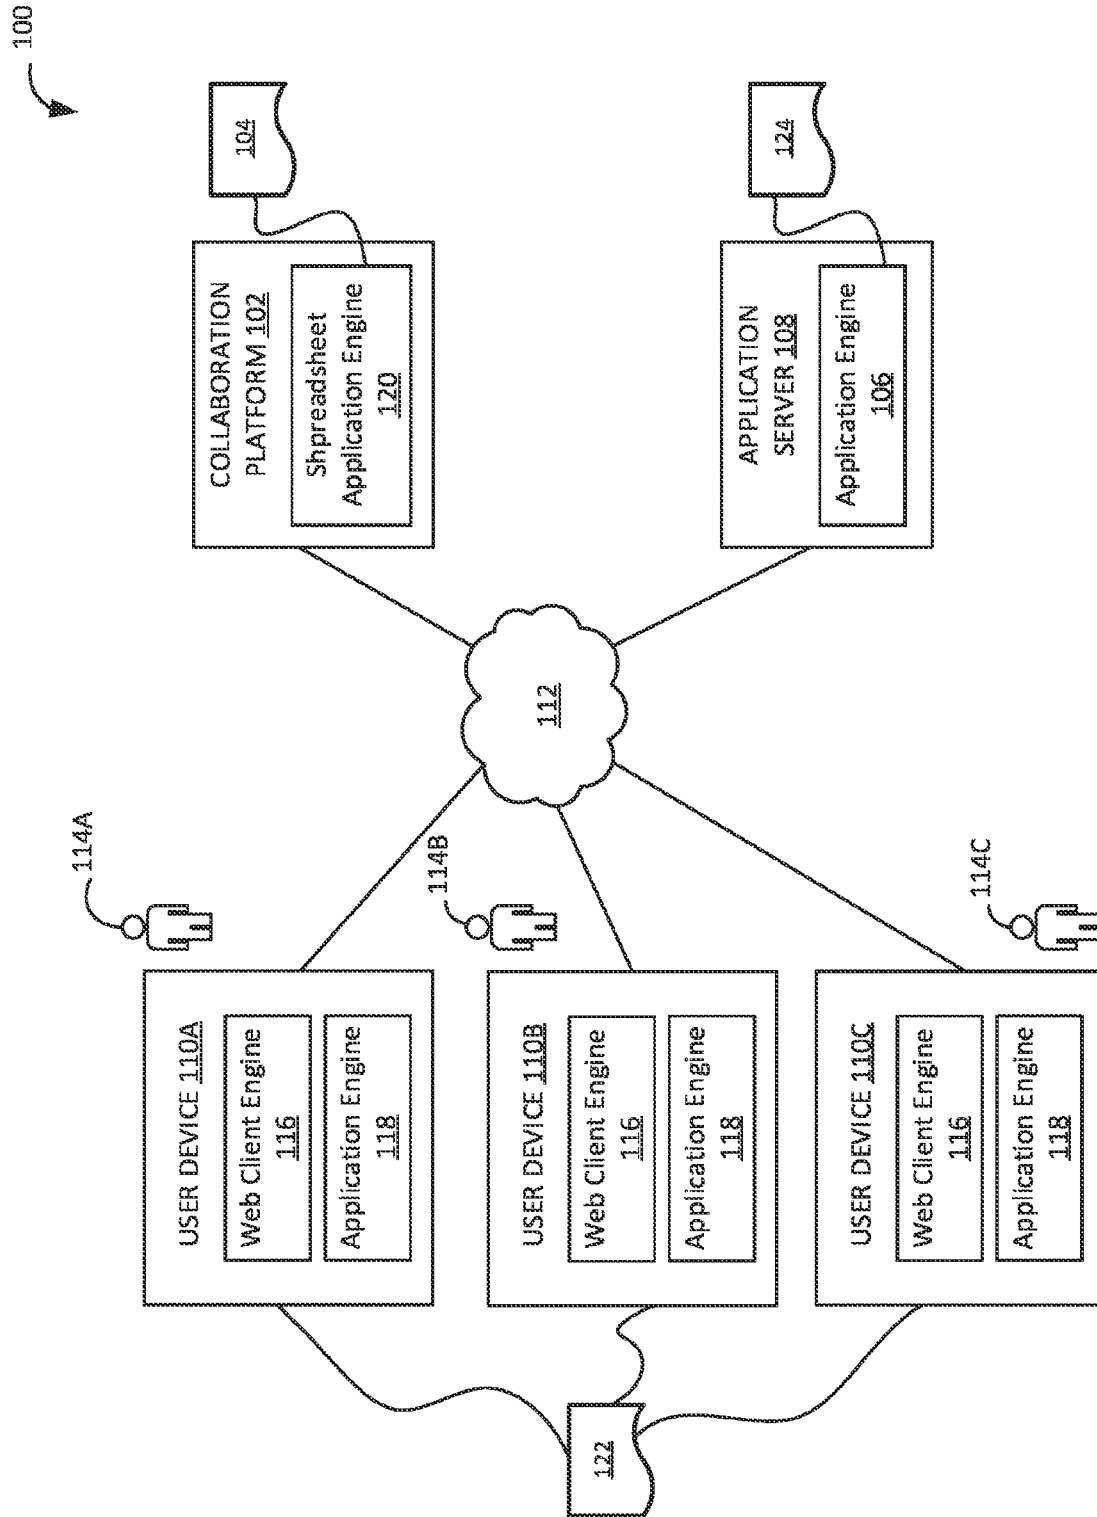 100
114A
USER DEVICE 110A
Web Client Engine
116
Application Engine
118
114B
USER DEVICE 110B
Web Client Engine
116
Application Engine
118
114C
USER DEVICE 110C
Web Client Engine
116
Application Engine
118
122
112
COLLABORATION
PLATFORM 102
Shpreadsheet
Application Engine
120
104
APPLICATION
SERVER 108
Application Engine
106
124